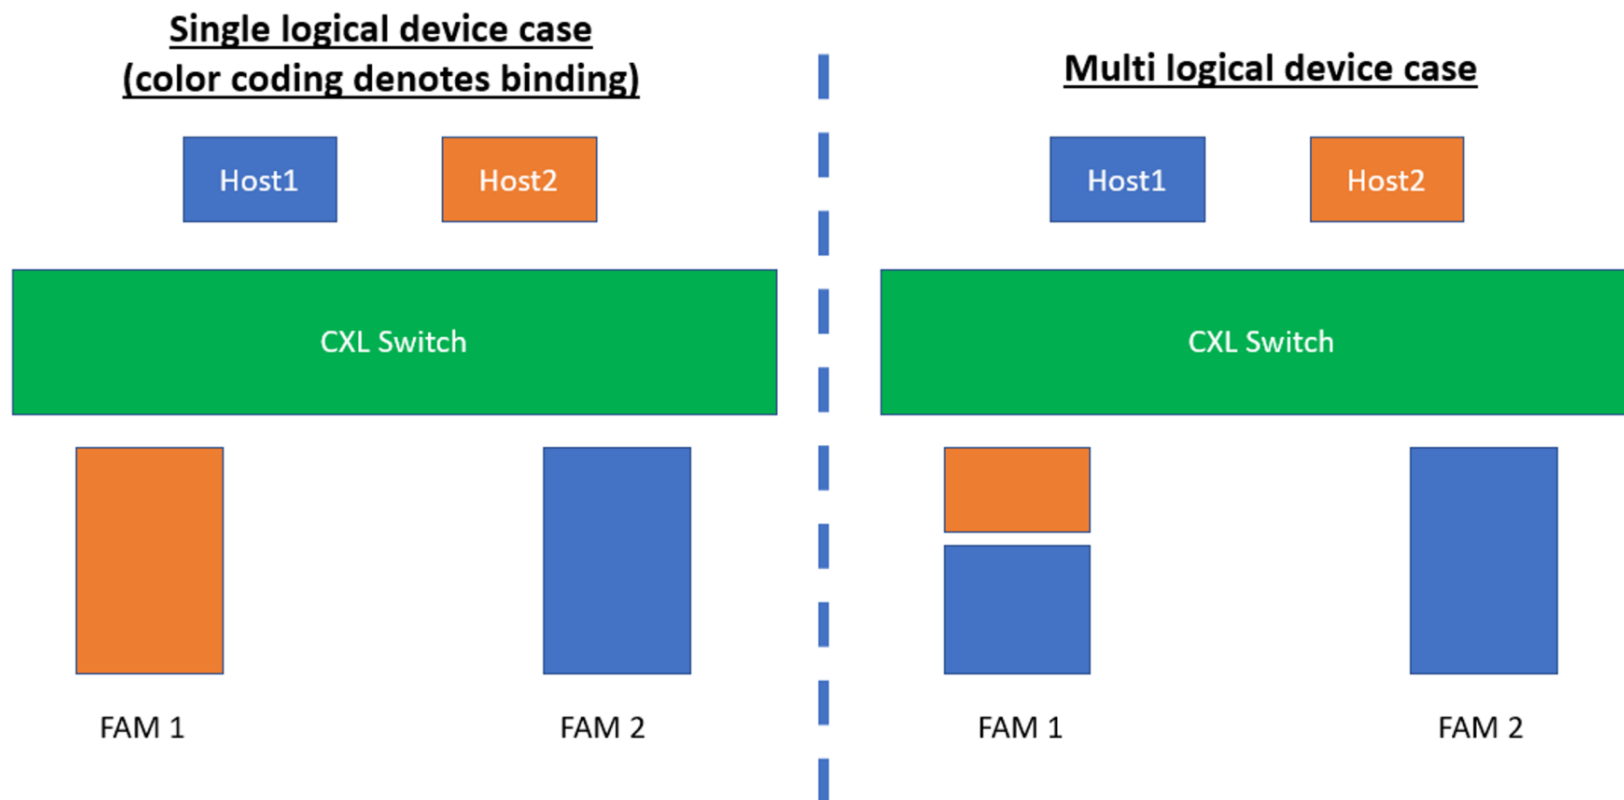 Single logical device case
(color coding denotes binding)
Host1
Host2
CXL Switch
FAM 1
FAM 2
Multi logical device case
Host1
Host2
CXL Switch
FAM 1
FAM 2